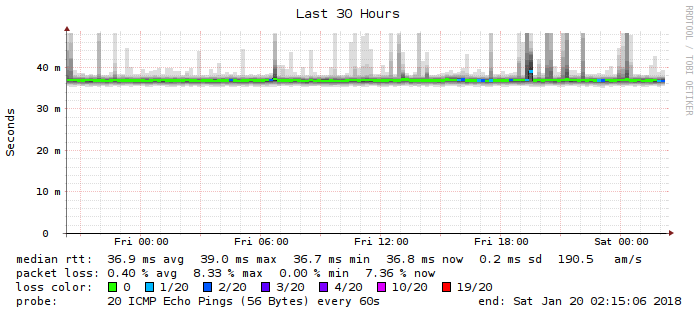 Last 30 Hours
RRDTOOL / TOBI OETIKER
Seconds
40 m
30 m
20 m
10 m
0
Fri 00:00 Fri 06:00 Fri 12:00 Fri 18:00 Sat 00:00
median rtt: 36.9 ms avg 39.0 ms max 36.7 ms min 36.8 ms now 0.2 ms sd 190.5 am/s
packet loss: 0.40 % avg 8.33 % max 0.00 % min 7.36 % now
loss color: 0 1/20 2/20 3/20 4/20 10/20 19/20
probe: 20 ICMP Echo Pings (56 Bytes) every 60s end: Sat Jan 20 02:15:06 2018